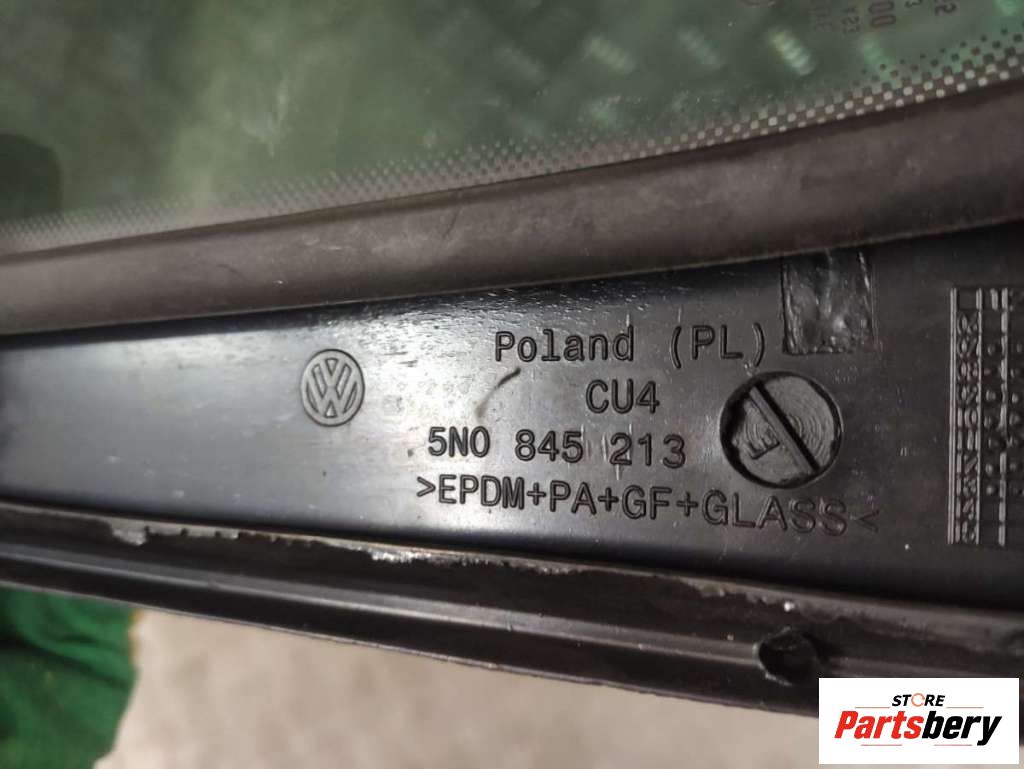 Poland (PL)
CU4
5N0 845 213
>EPDM+PA+GF+GLASS<
STORE
Partsbery